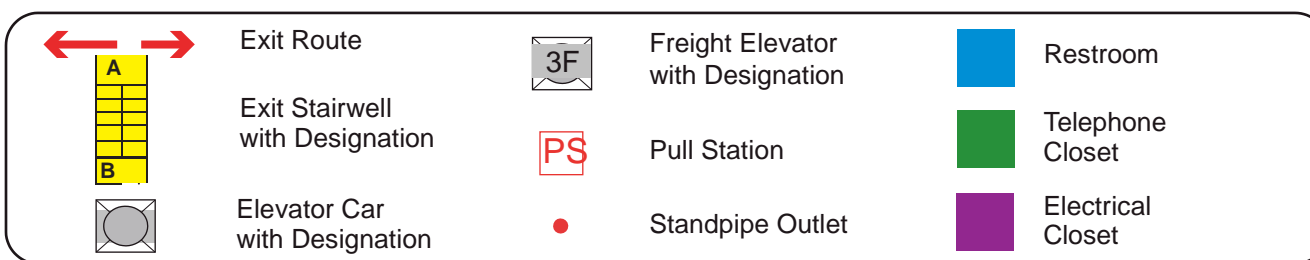 Exit Route
A
Exit Stairwell
with Designation
B
Elevator Car
with Designation
3F
Freight Elevator
with Designation
PS
Pull Station
Standpipe Outlet
Restroom
Telephone
Closet
Electrical
Closet